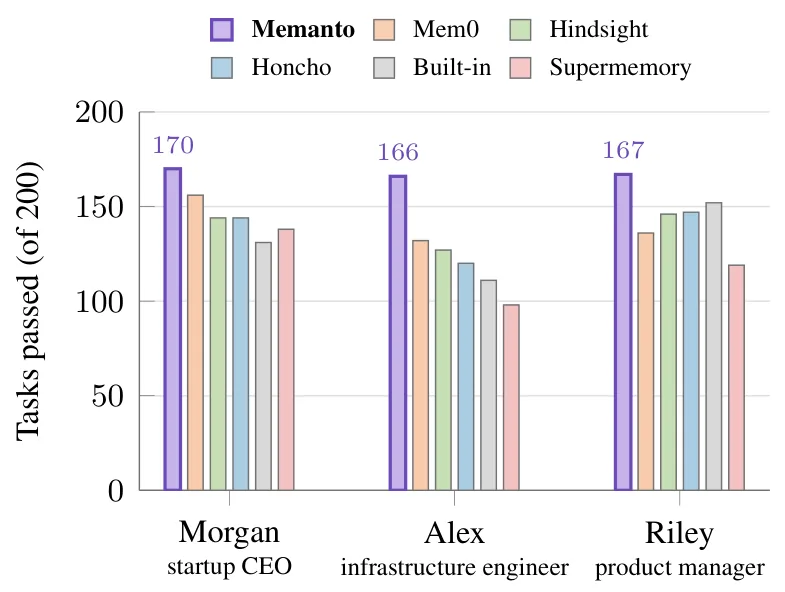 Memanto Mem0 Hindsight
Honcho Built-in Supermemory
Tasks passed (of 200)
200
150
100
50
0
170
166
167
Morgan
startup CEO
Alex
infrastructure engineer
Riley
product manager